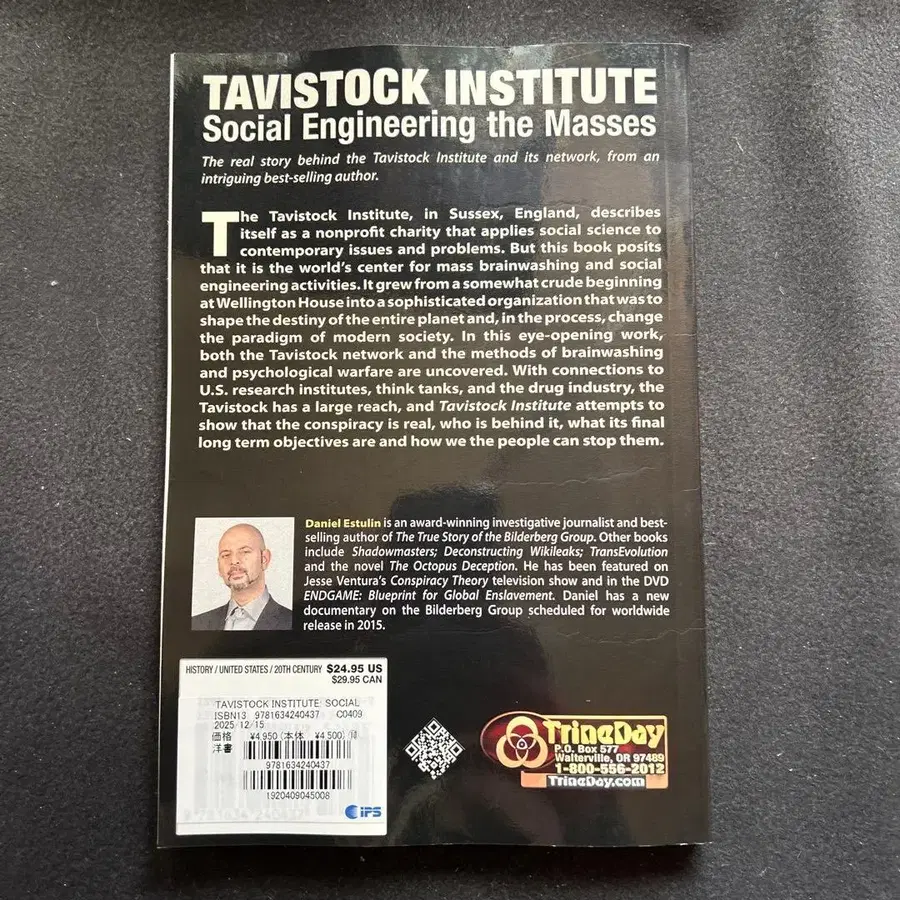 TAVISTOCK INSTITUTE
Social Engineering the Masses
The real story behind the Tavistock Institute and its network, from an
intriguing best-selling author.
The Tavistock Institute, in Sussex, England, describes
itself as a nonprofit charity that applies social science to
contemporary issues and problems. But this book posits
that it is the world's center for mass brainwashing and social
engineering activities. It grew from a somewhat crude beginning
at Wellington House into a sophisticated organization that was to
shape the destiny of the entire planet and, in the process, change
the paradigm of modern society. In this eye-opening work,
both the Tavistock network and the methods of brainwashing
and psychological warfare are uncovered. With connections to
U.S. research institutes, think tanks, and the drug industry, the
Tavistock has a large reach, and Tavistock Institute attempts to
show that the conspiracy is real, who is behind it, what its final
long term objectives are and how we the people can stop them.
Daniel Estulin is an award-winning investigative journalist and best-
selling author of The True Story of the Bilderberg Group. Other books
include Shadowmasters; Deconstructing Wikileaks; TransEvolution
and the novel The Octopus Deception. He has been featured on
Jesse Ventura's Conspiracy Theory television show and in the DVD
ENDGAME: Blueprint for Global Enslavement. Daniel has a new
documentary on the Bilderberg Group scheduled for worldwide
release in 2015.
HISTORY / UNITED STATES / 20TH CENTURY $24.95 US
$29.95 CAN
TAVISTOCK INSTITUTE: SOCIAL
ISBN13 9781634240437 C0409
2025/12/15
価格 ¥4,950 (本体 ¥4,500)
洋書
9781634240437
1920409045008
IPS
TrineDay
P.O. Box 577
Walterville, OR 97489
1-800-556-2012
TrineDay.com